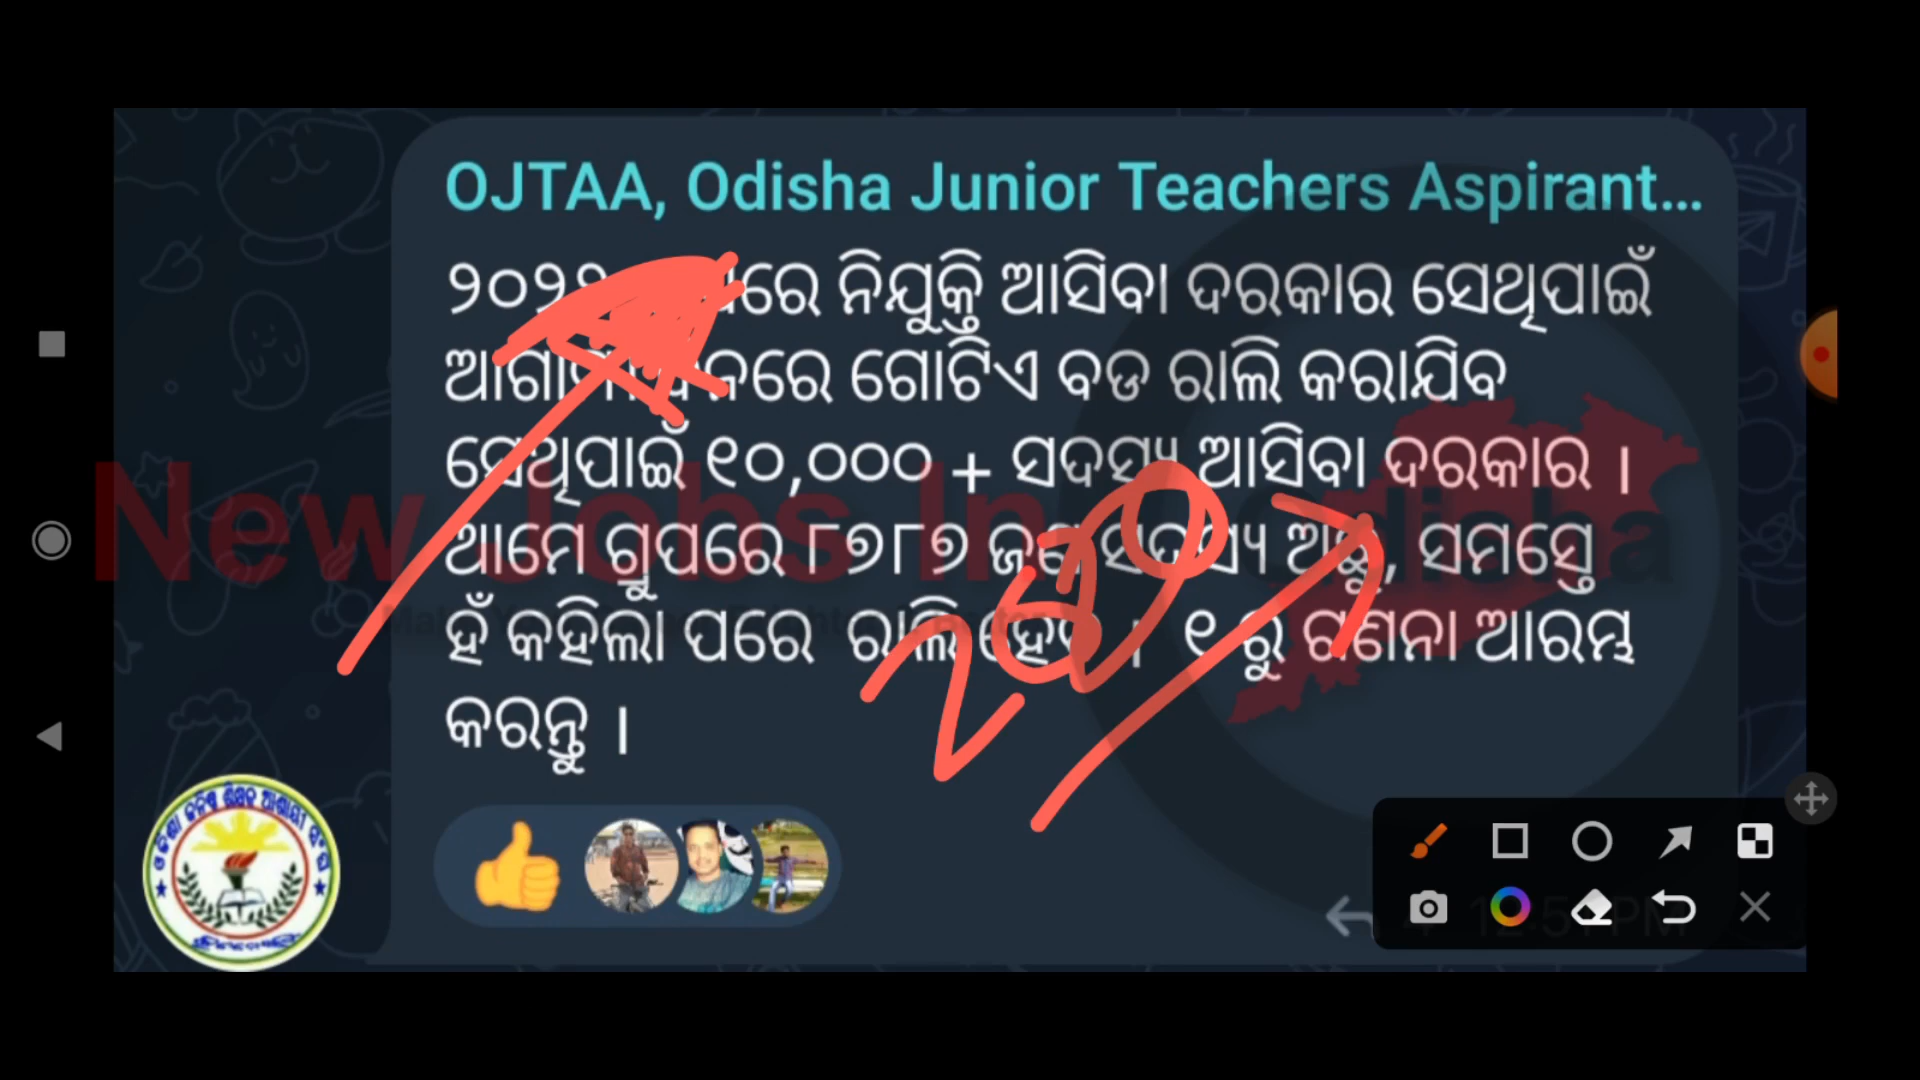 OJTAA, Odisha Junior Teachers Aspirant...
ନିଯୁକ୍ତି ଆସିବା ଦରକାର ସେଥିପାଇଁ
ଗୋଟିଏ ବଡ ରାଲି କରାଯିବ
ସେଥିପାଇଁ ୧୦,୦୦୦ + ସଦସ୍ୟ ଆସିବା ଦରକାର ।
ଆମେ ଗ୍ରୁପରେ ୮୭୮୭ ଜଣ ସଦସ୍ୟ ଅଛୁ, ସମସ୍ତେ
ହଁ କହିଲା ପରେ ରାଲି ହେବ । ୧ ରୁ ଗଣନା ଆରମ୍ଭ
କରନ୍ତୁ ।
New Jobs In Odisha